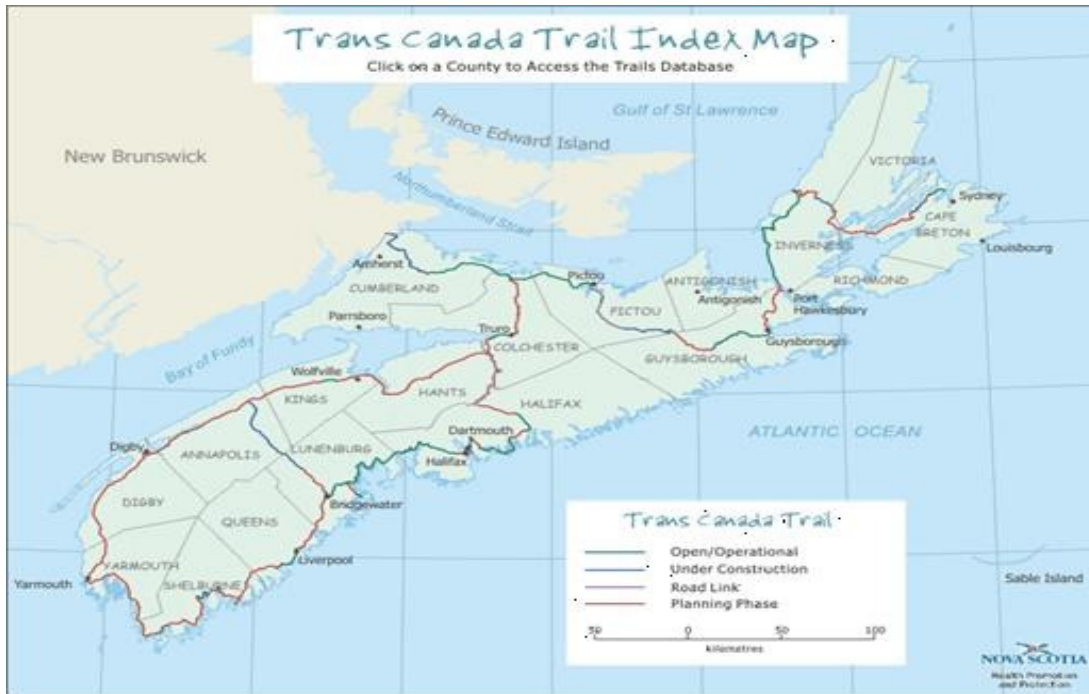 Trans Canada Trail Index Map
Click on a County to Access the Trails Database
Gulf of St Lawrence
Prince Edward Island
New Brunswick
VICTORIA
Northumberland Strait
Sydney
CAPE
BRETON
INVERNESS
Louisbourg
Amherst
Pictou
ANTIGONISH
RICHMOND
CUMBERLAND
Antigonish
Port
Hawkesbury
PICTOU
Parrsboro
Truro
Guysborough
COLCHESTER
GUYSBOROUGH
Bay of Fundy
Wolfville
KINGS
HANTS
HALIFAX
Dartmouth
ATLANTIC OCEAN
Digby
ANNAPOLIS
LUNENBURG
Halifax
DIGBY
Bridgewater
QUEENS
Liverpool
YARMOUTH
Yarmouth
SHELBURNE
Trans Canada Trail
Open/Operational
Under Construction
Road Link
Planning Phase
50 0 50 100
kilometres
Sable Island
NOVA SCOTIA
Health Promotion
and Protection